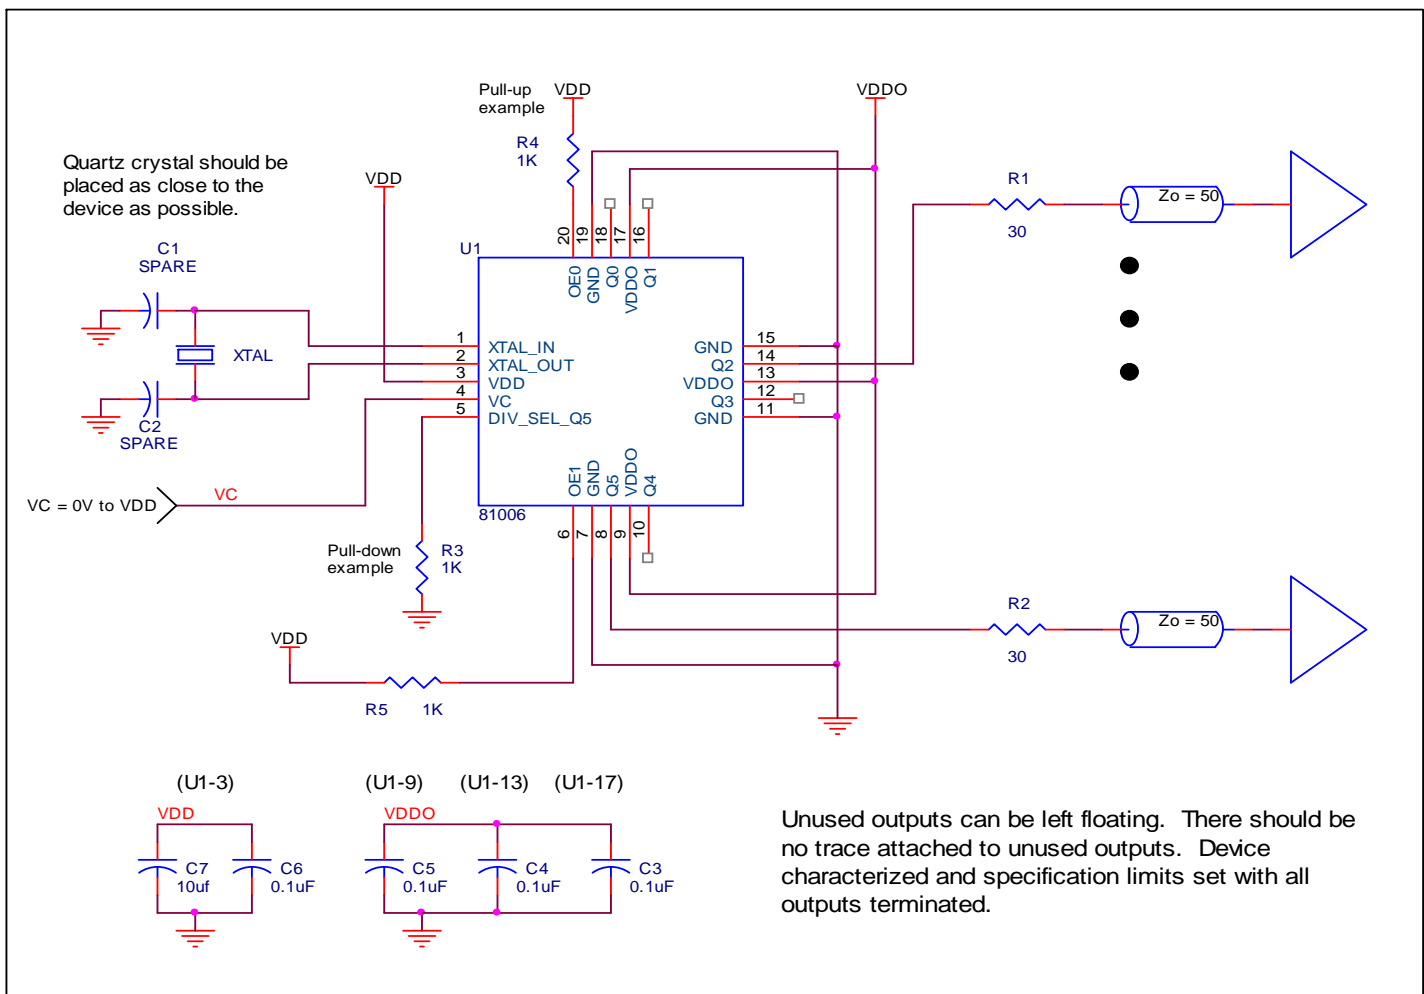 Pull-up
example
VDD
VDDO
R4
1K
Quartz crystal should be
placed as close to the
device as possible.
VDD
R1
30
Zo = 50
C1
SPARE
U1
20
19
18
17
16
OE0
GND
Q0
VDDO
Q1
XTAL
1
2
3
4
5
XTAL_IN
XTAL_OUT
VDD
VC
DIV_SEL_Q5
GND
Q2
VDDO
Q3
GND
15
14
13
12
11
C2
SPARE
OE1
GND
Q5
VDDO
Q4
VC = 0V to VDD
VC
81006
6
7
8
9
10
Pull-down
example
R3
1K
R2
30
Zo = 50
VDD
R5
1K
(U1-3)
(U1-9)
(U1-13)
(U1-17)
VDD
VDDO
C7
10uf
C6
0.1uF
C5
0.1uF
C4
0.1uF
C3
0.1uF
Unused outputs can be left floating. There should be
no trace attached to unused outputs. Device
characterized and specification limits set with all
outputs terminated.